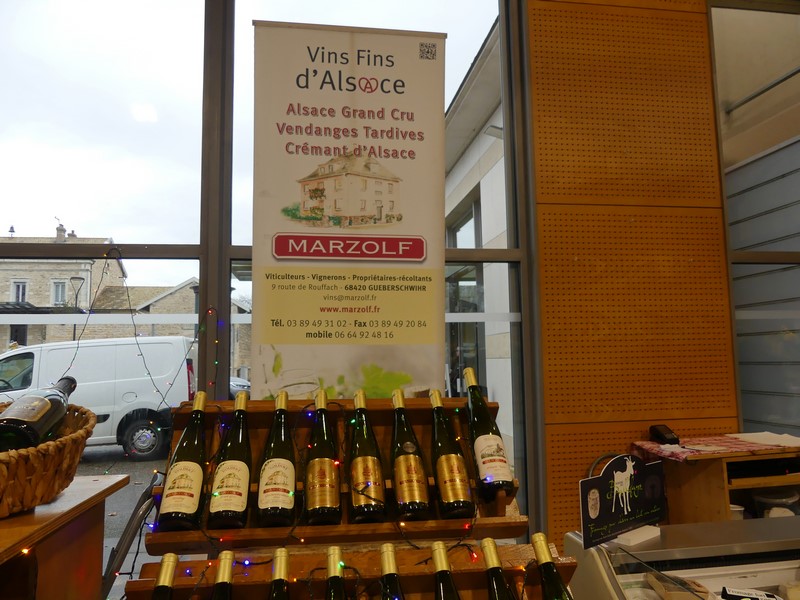 Vins Fins
d'Alsace
Alsace Grand Cru
Vendanges Tardives
Crémant d'Alsace
MARZOLF
Viticulteurs - Vignerons - Propriétaires-récoltants
9 route de Rouffach - 68420 GUEBERSCHWIHR
vins@marzolf.fr
www.marzolf.fr
Tél. 03 89 49 31 02 - Fax 03 89 49 20 84
mobile 06 64 92 48 16